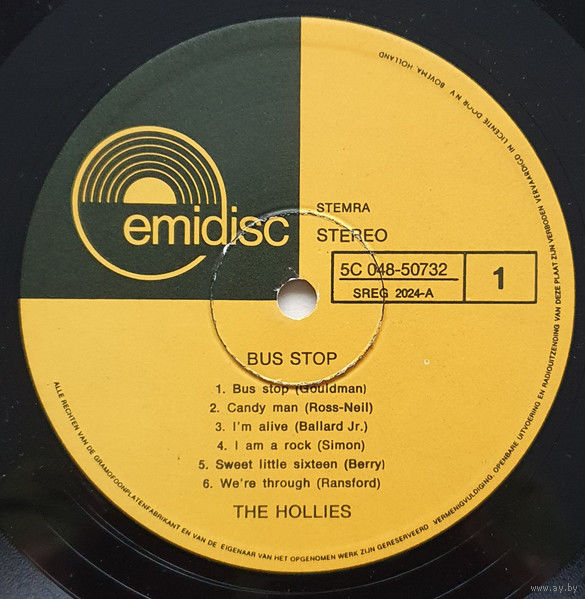 emidisc
STEMRA
STEREO
5C 048-50732
SREG 2024-A
1
BUS STOP
1. Bus stop (Gouldman)
2. Candy man (Ross-Neil)
3. I'm alive (Ballard Jr.)
4. I am a rock (Simon)
5. Sweet little sixteen (Berry)
6. We're through (Ransford)
THE HOLLIES
ALLE RECHTEN VAN DE GRAMOFOONPLATENFABRIKANT EN VAN DE EIGENAAR VAN HET OPGENOMEN WERK ZIJN GERESERVEERD. VERMENIGVULDIGING, OPENBARE UITVOERING EN RADIOUITZENDING VAN DEZE PLAAT ZIJN VERBODEN VERVAARDIGD IN LICENTIE DOOR N.V. BOVEMA HOLLAND
www.ay.by